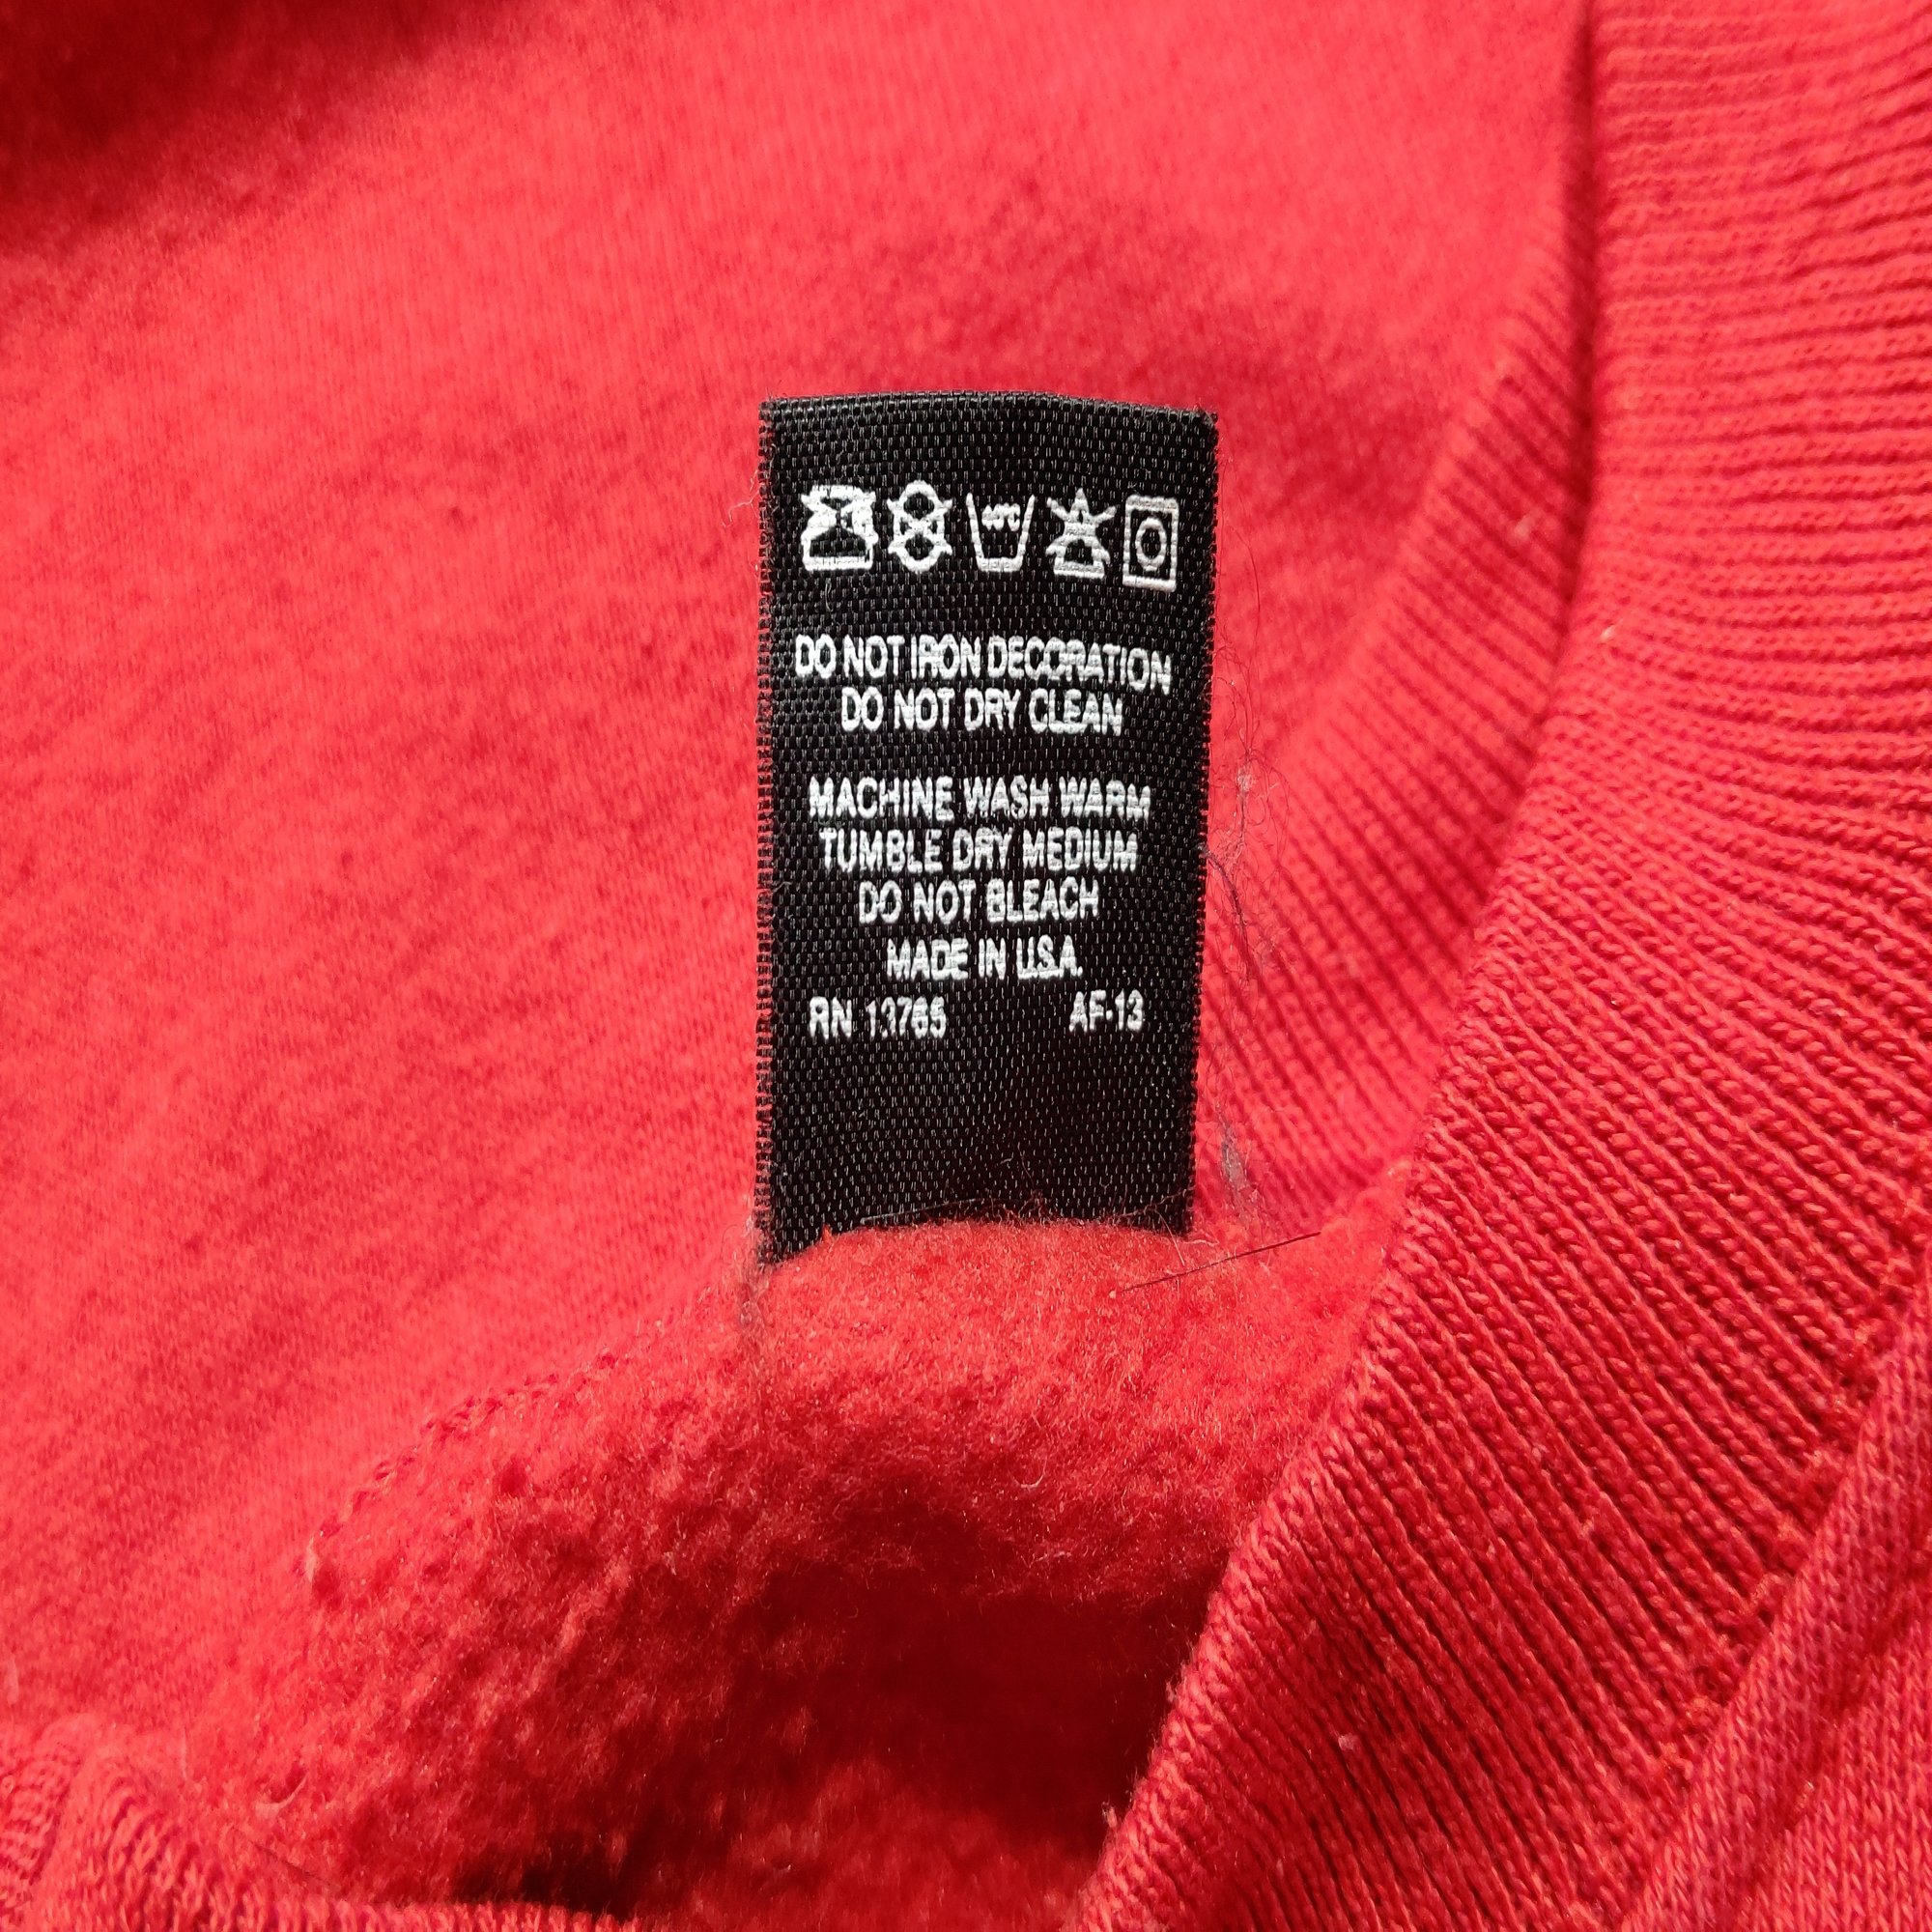 40°C
DO NOT IRON DECORATION
DO NOT DRY CLEAN
MACHINE WASH WARM
TUMBLE DRY MEDIUM
DO NOT BLEACH
MADE IN U.S.A.
RN 13765 AF-13